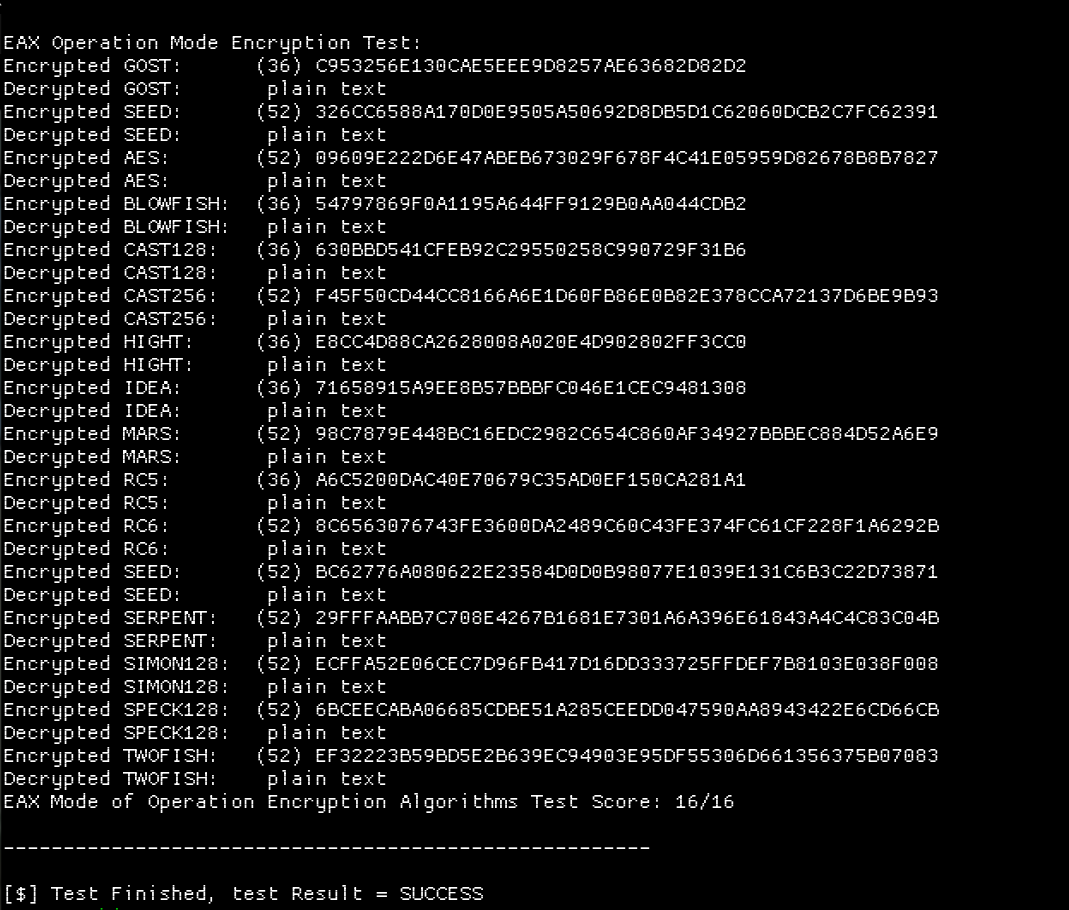 EAX Operation Mode Encryption Test:
Encrypted GOST: (36) C953256E130CAE5EEE9D8257AE63682D82D2
Decrypted GOST: plain text
Encrypted SEED: (52) 326CC6588A170D0E9505A50692D8DB5D1C62060DCB2C7FC62391
Decrypted SEED: plain text
Encrypted AES: (52) 09609E222D6E47ABEB673029F678F4C41E05959D82678B8B7827
Decrypted AES: plain text
Encrypted BLOWFISH: (36) 54797869F0A1195A644FF9129B0AA044CDB2
Decrypted BLOWFISH: plain text
Encrypted CAST128: (36) 630BBD541CFEB92C29550258C990729F31B6
Decrypted CAST128: plain text
Encrypted CAST256: (52) F45F50CD44CC8166A6E1D60FB86E0B82E378CCA72137D6BE9B93
Decrypted CAST256: plain text
Encrypted HIGHT: (36) E8CC4D88CA2628008A020E4D902802FF3CC0
Decrypted HIGHT: plain text
Encrypted IDEA: (36) 71658915A9EE8B57BBBFC046E1CEC9481308
Decrypted IDEA: plain text
Encrypted MARS: (52) 98C7879E448BC16EDC2982C654C860AF34927BBBEC884D52A6E9
Decrypted MARS: plain text
Encrypted RC5: (36) A6C5200DAC40E70679C35AD0EF150CA281A1
Decrypted RC5: plain text
Encrypted RC6: (52) 8C6563076743FE3600DA2489C60C43FE374FC61CF228F1A6292B
Decrypted RC6: plain text
Encrypted SEED: (52) BC62776A080622E23584D0D0B98077E1039E131C6B3C22D73871
Decrypted SEED: plain text
Encrypted SERPENT: (52) 29FFFAABB7C708E4267B1681E7301A6A396E61843A4C4C83C04B
Decrypted SERPENT: plain text
Encrypted SIMON128: (52) ECFFA52E06CEC7D96FB417D16DD333725FFDEF7B8103E038F008
Decrypted SIMON128: plain text
Encrypted SPECK128: (52) 6BCEECABA06685CDBE51A285CEEDD047590AA8943422E6CD66CB
Decrypted SPECK128: plain text
Encrypted TWOFISH: (52) EF32223B59BD5E2B639EC94903E95DF55306D661356375B07083
Decrypted TWOFISH: plain text
EAX Mode of Operation Encryption Algorithms Test Score: 16/16
------------------------------------------------------
[$] Test Finished, test Result = SUCCESS